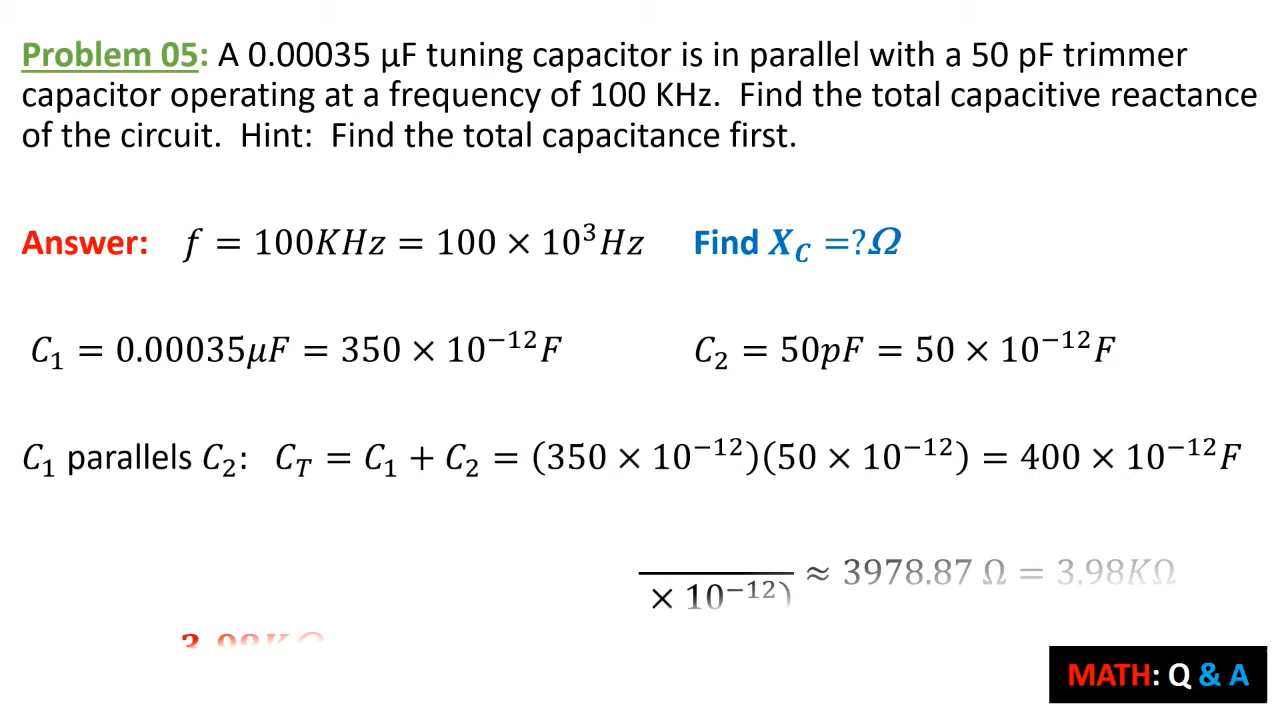 Problem 05: A 0.00035 µF tuning capacitor is in parallel with a 50 pF trimmer
capacitor operating at a frequency of 100 KHz. Find the total capacitive reactance
of the circuit. Hint: Find the total capacitance first.
Answer: f = 100KHz = 100 × 10³Hz Find X_C =?Ω
C₁ = 0.00035μF = 350 × 10⁻¹²F C₂ = 50pF = 50 × 10⁻¹²F
C₁ parallels C₂: C_T = C₁ + C₂ = (350 × 10⁻¹²)(50 × 10⁻¹²) = 400 × 10⁻¹²F
× 10⁻¹²) ≈ 3978.87 Ω = 3.98KΩ
3.98KΩ
MATH: Q & A